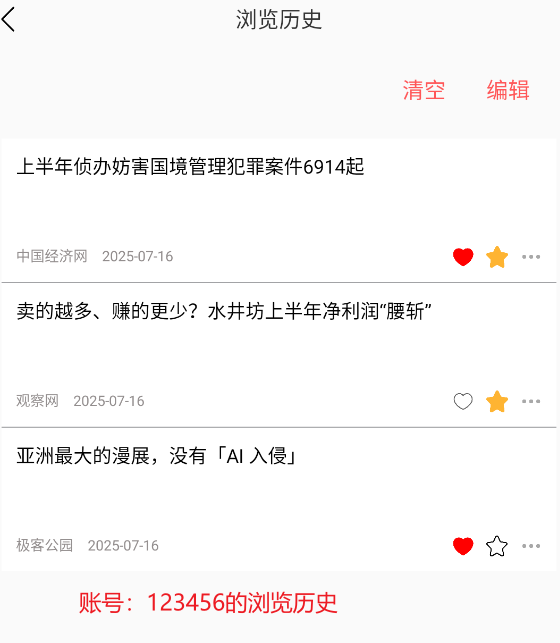 浏览历史
清空 编辑
上半年侦办妨害国境管理犯罪案件6914起
中国经济网 2025-07-16
卖的越多、赚的更少？水井坊上半年净利润“腰斩”
观察网 2025-07-16
亚洲最大的漫展，没有「AI 入侵」
极客公园 2025-07-16
账号：123456的浏览历史